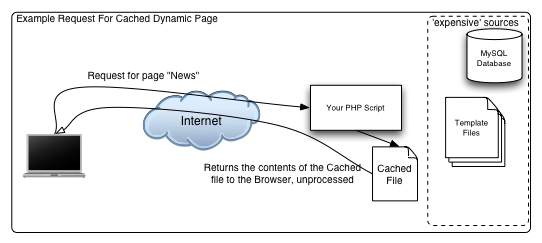 Example Request For Cached Dynamic Page
'expensive' sources
MySQL
Database
Request for page "News"
Internet
Your PHP Script
Template
Files
Returns the contents of the Cached
file to the Browser, unprocessed
Cached
File